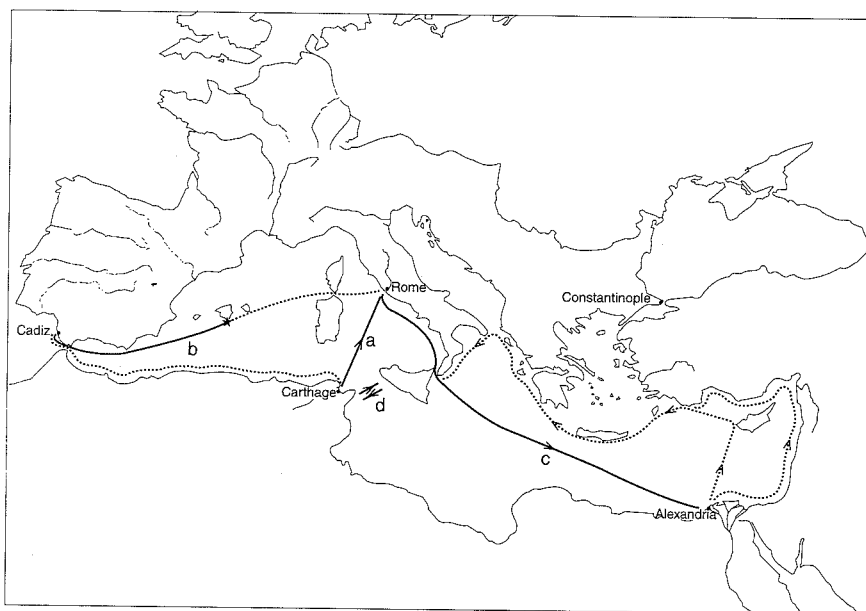 Rome
Constantinople
Cadiz
a
b
Carthage
d
c
Alexandria